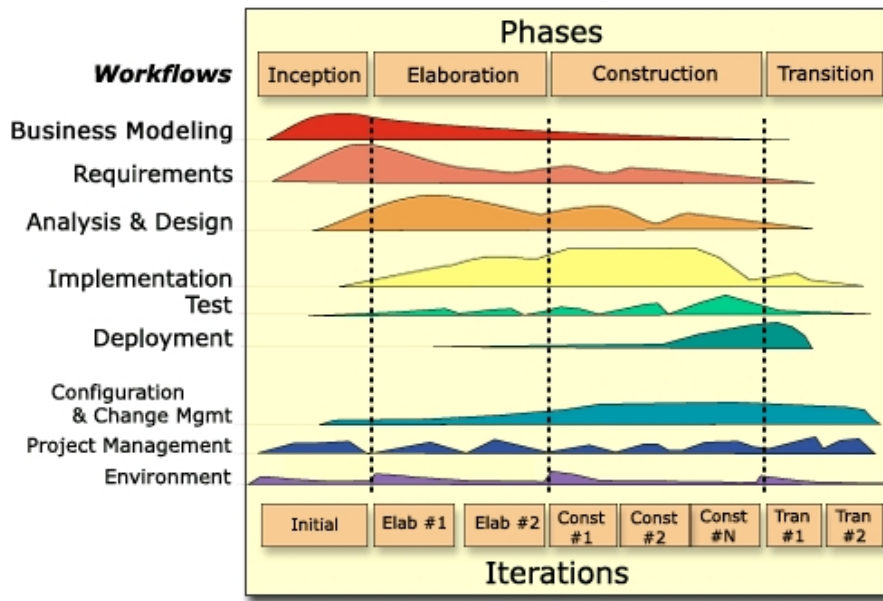 Phases
Workflows
Inception
Elaboration
Construction
Transition
Business Modeling
Requirements
Analysis & Design
Implementation
Test
Deployment
Configuration
& Change Mgmt
Project Management
Environment
Initial
Elab #1
Elab #2
Const
#1
Const
#2
Const
#N
Tran
#1
Tran
#2
Iterations